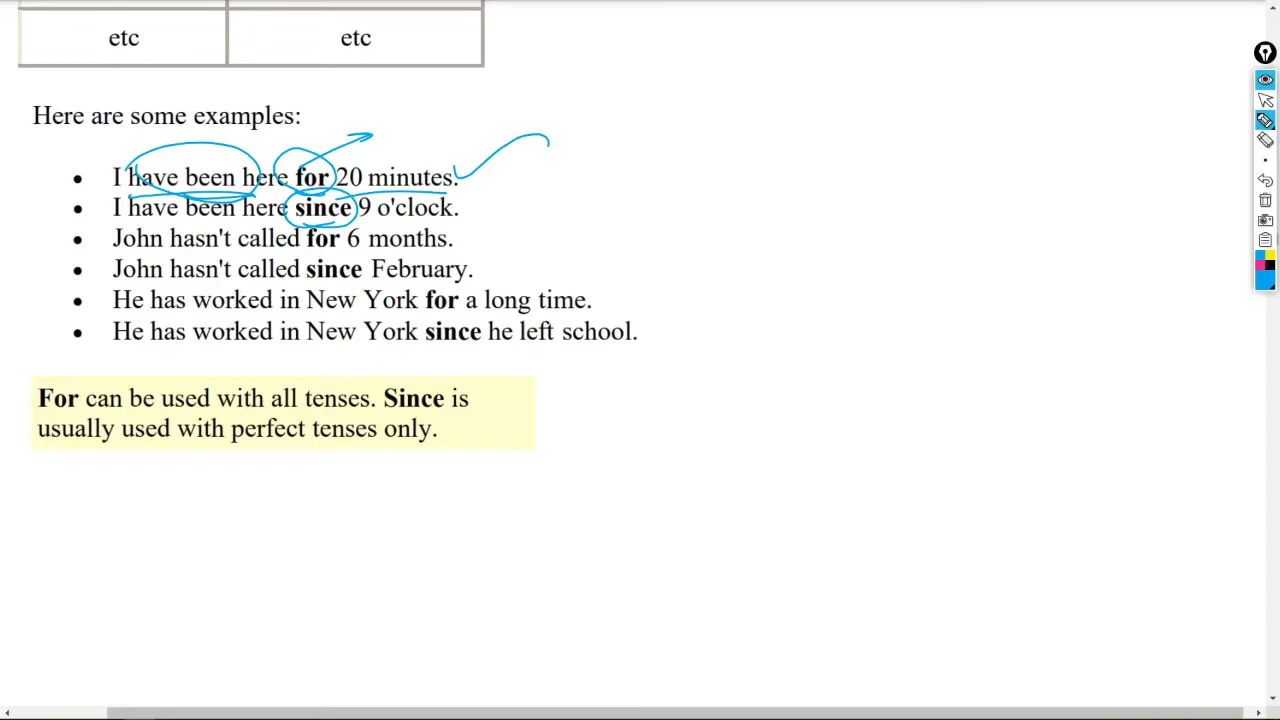 etc etc
Here are some examples:
• I have been here for 20 minutes.
• I have been here since 9 o'clock.
• John hasn't called for 6 months.
• John hasn't called since February.
• He has worked in New York for a long time.
• He has worked in New York since he left school.
For can be used with all tenses. Since is
usually used with perfect tenses only.